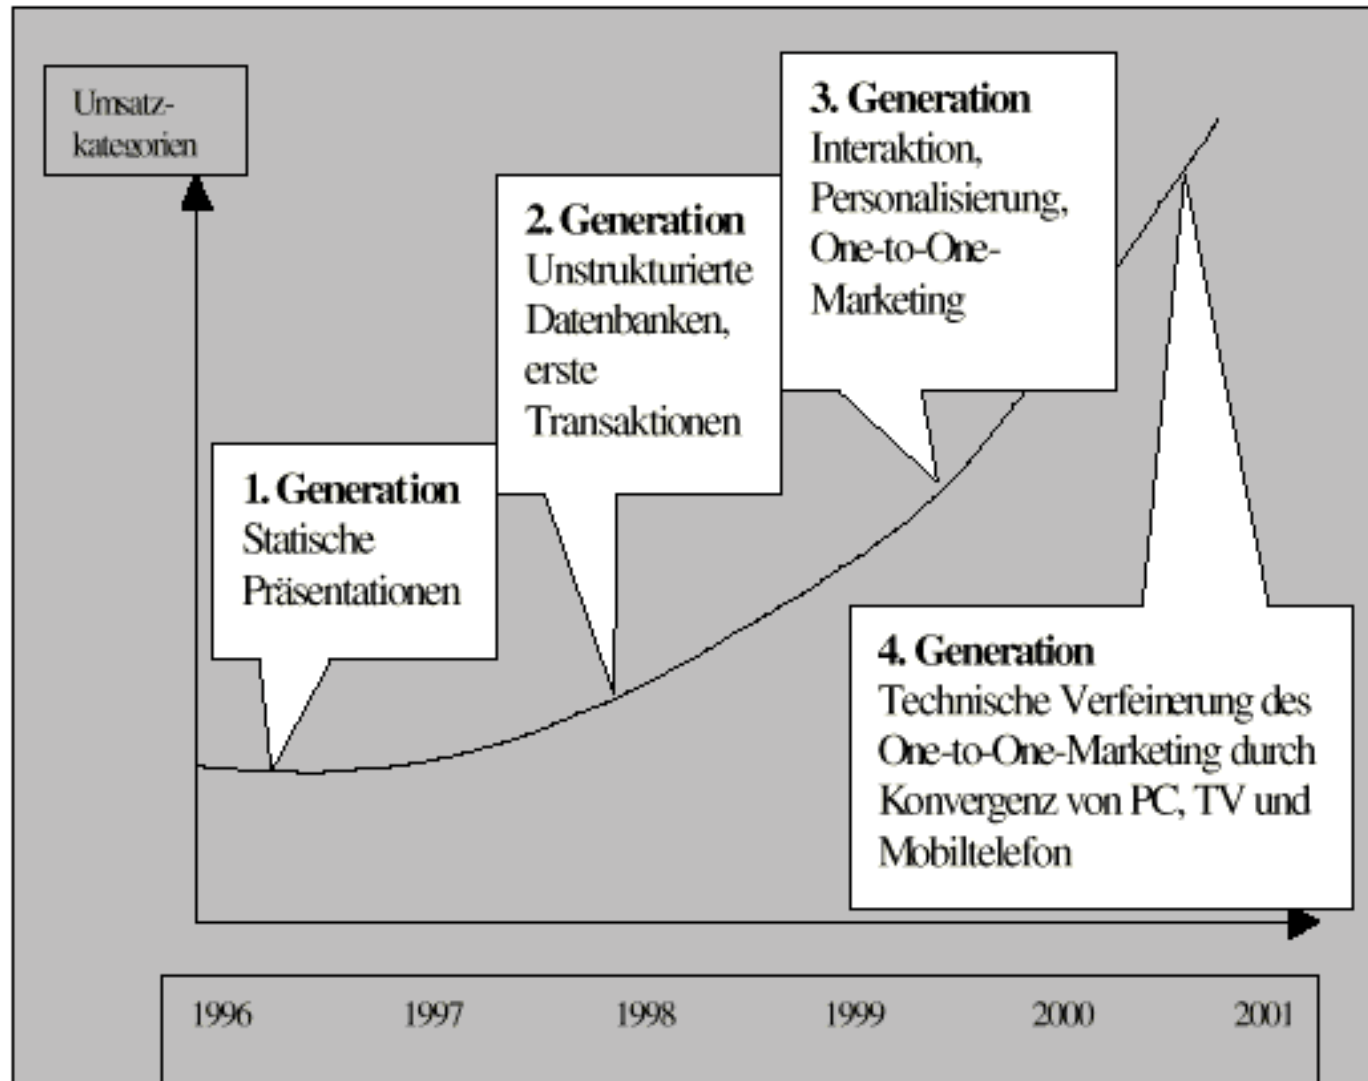 Umsatz-
kategorien
1. Generation
Statische
Präsentationen
2. Generation
Unstrukturierte
Datenbanken,
erste
Transaktionen
3. Generation
Interaktion,
Personalisierung,
One-to-One-
Marketing
4. Generation
Technische Verfeinerung des
One-to-One-Marketing durch
Konvergenz von PC, TV und
Mobiltelefon
1996 1997 1998 1999 2000 2001